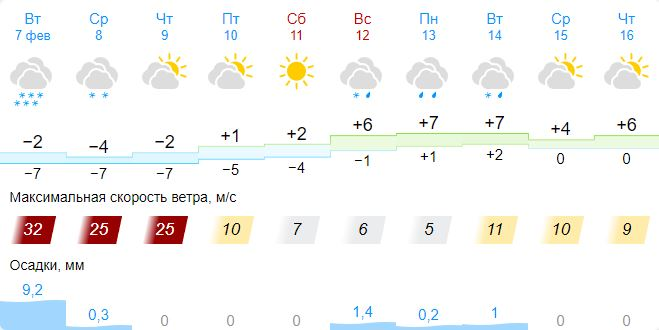 Вт Ср Чт Пт Сб Вс Пн Вт Ср Чт
7 фев 8 9 10 11 12 13 14 15 16
−2 −4 −2 +1 +2 +6 +7 +7 +4 +6
−7 −7 −7 −5 −4 −1 +1 +2 0 0
Максимальная скорость ветра, м/с
32 25 25 10 7 6 5 11 10 9
Осадки, мм
9,2 0,3 0 0 0 1,4 0,2 1 0 0